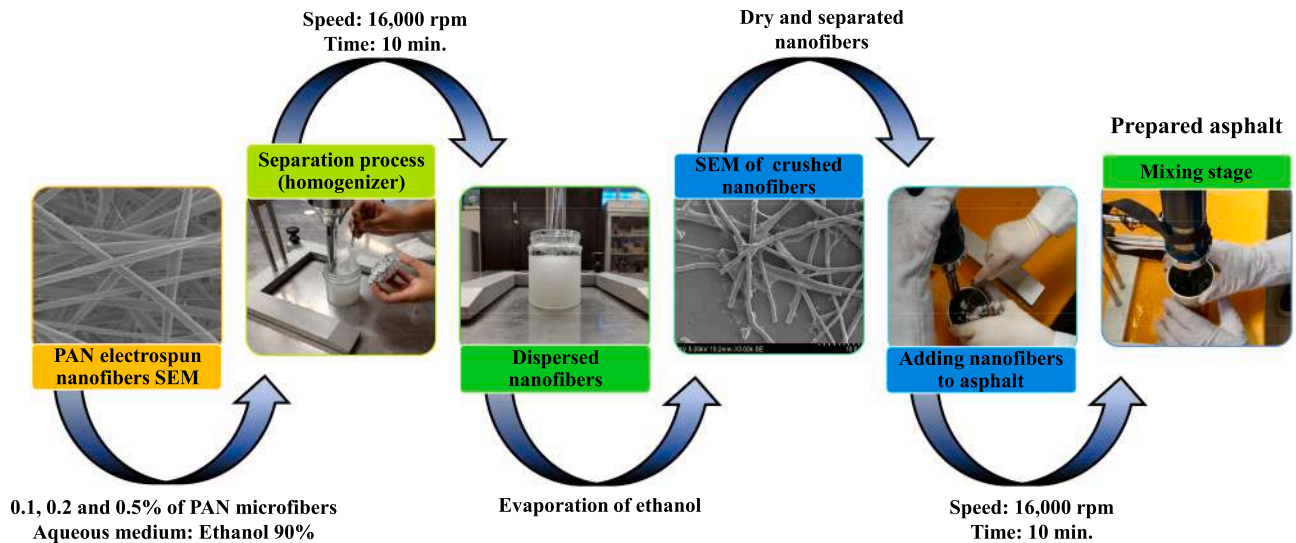 Speed: 16,000 rpm
Time: 10 min.
Dry and separated
nanofibers
Prepared asphalt
Separation process
(homogenizer)
SEM of crushed
nanofibers
Mixing stage
PAN electrospun
nanofibers SEM
Dispersed
nanofibers
Adding nanofibers
to asphalt
0.1, 0.2 and 0.5% of PAN microfibers
Aqueous medium: Ethanol 90%
Evaporation of ethanol
Speed: 16,000 rpm
Time: 10 min.